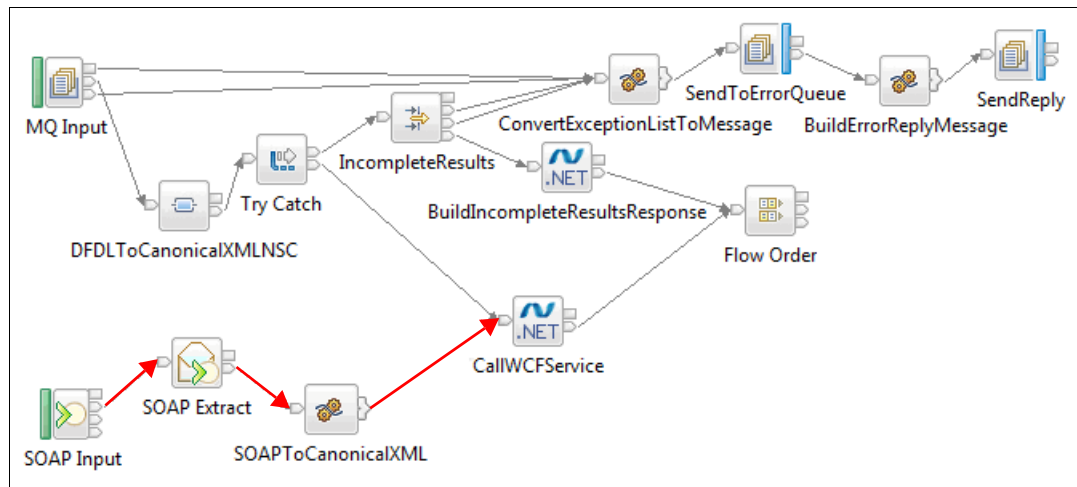 MQ Input
DFDLToCanonicalXMLNSC
Try Catch
IncompleteResults
ConvertExceptionListToMessage
SendToErrorQueue
BuildErrorReplyMessage
SendReply
.NET
BuildIncompleteResultsResponse
Flow Order
.NET
CallWCFService
SOAP Input
SOAP Extract
SOAPToCanonicalXML